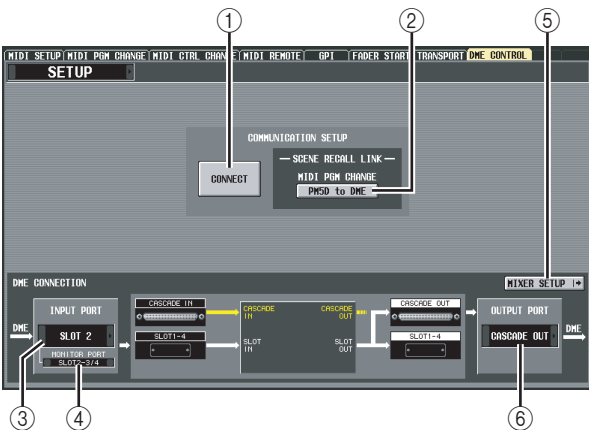 ① ② ⑤
MIDI SETUP MIDI PGM CHANGE MIDI CTRL CHANGE MIDI REMOTE GPI FADER START TRANSPORT DME CONTROL
SETUP
COMMUNICATION SETUP
CONNECT
SCENE RECALL LINK
MIDI PGM CHANGE
PM5D to DME
DME CONNECTION
MIXER SETUP
INPUT PORT
DME
SLOT 2
MONITOR PORT
SLOT2-3/4
CASCADE IN
SLOT1-4
CASCADE IN
CASCADE OUT
SLOT IN
SLOT OUT
CASCADE OUT
SLOT1-4
OUTPUT PORT
CASCADE OUT
DME
③ ④ ⑥